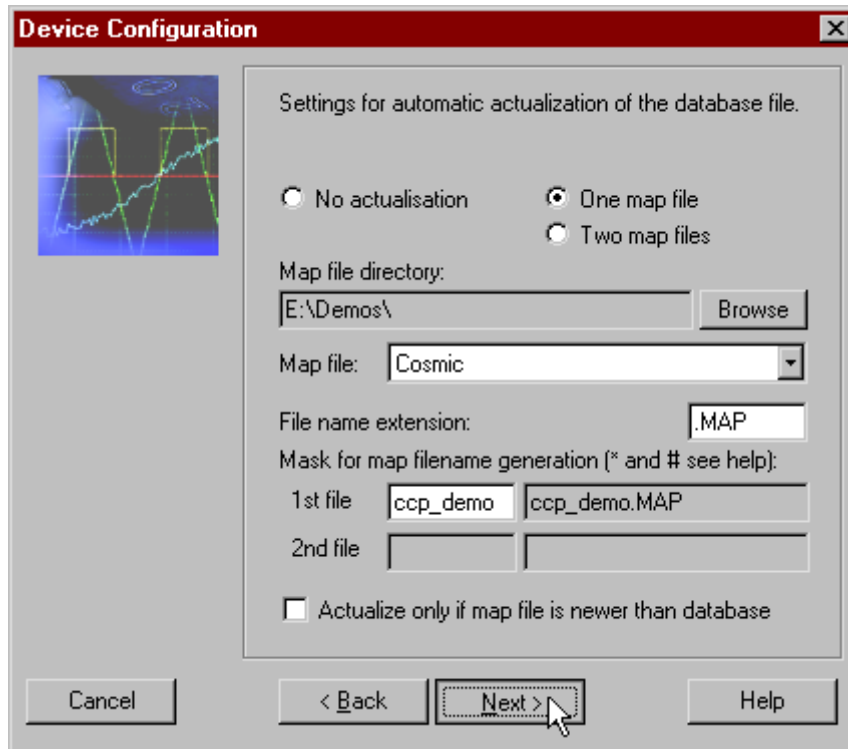 Device Configuration
Settings for automatic actualization of the database file.
No actualisation
One map file
Two map files
Map file directory:
E:\Demos\
Browse
Map file:
Cosmic
File name extension:
.MAP
Mask for map filename generation (* and # see help):
1st file
ccp_demo
ccp_demo.MAP
2nd file
Actualize only if map file is newer than database
Cancel
< Back
Next >
Help